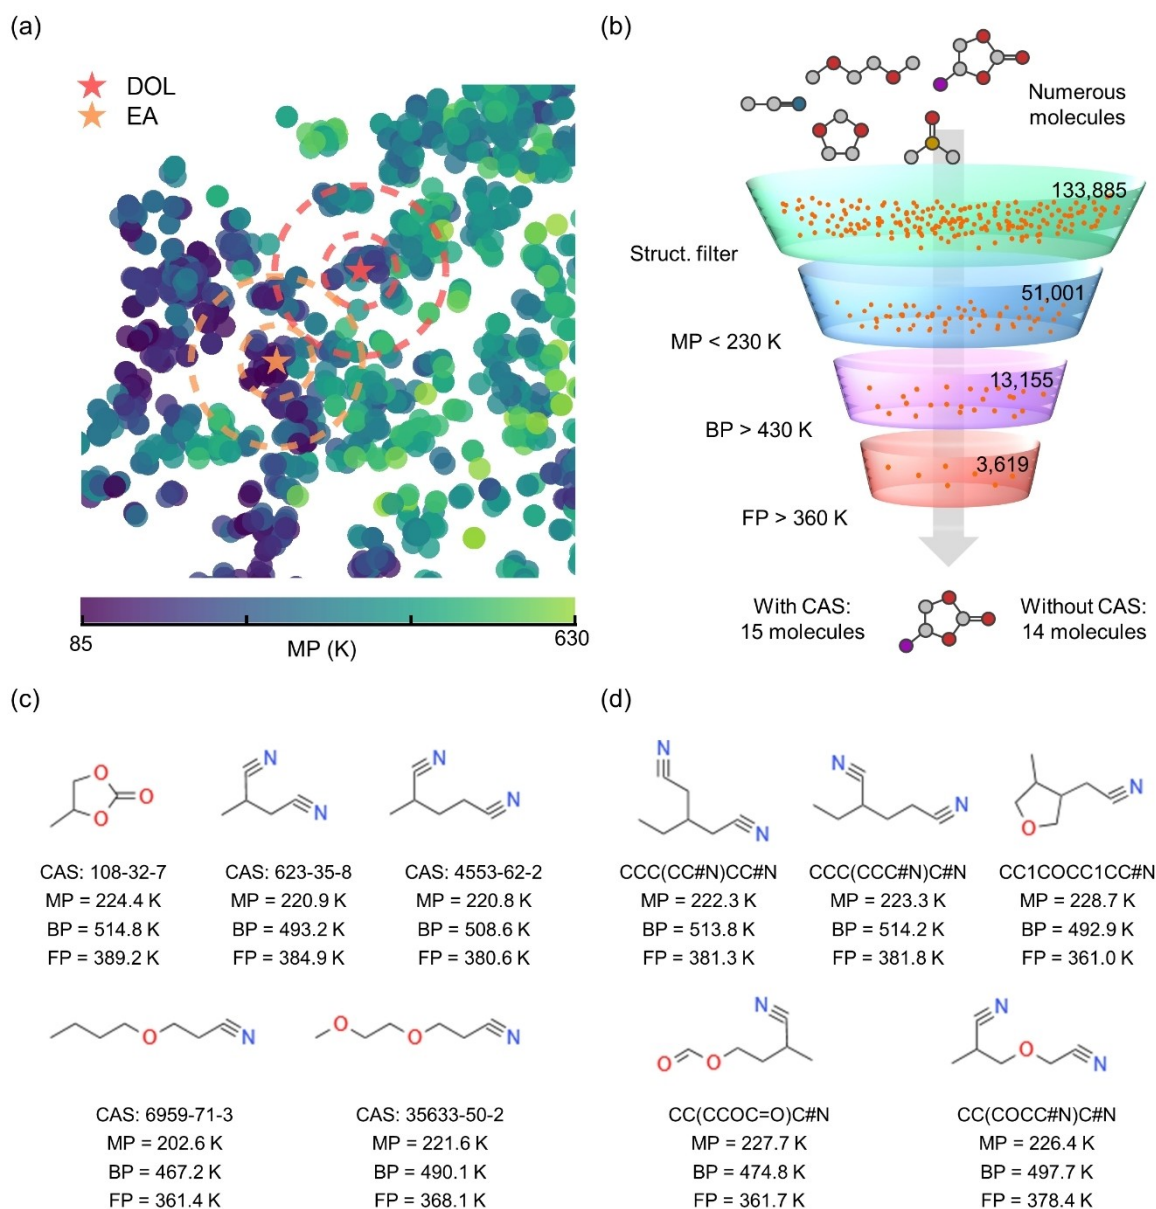 (a)
DOL
EA
85
630
MP (K)
(b)
Numerous
molecules
133,885
Struct. filter
51,001
MP < 230 K
13,155
BP > 430 K
3,619
FP > 360 K
With CAS:
15 molecules
Without CAS:
14 molecules
(c)
O
O
O
N
N
N
N
CAS: 108-32-7
MP = 224.4 K
BP = 514.8 K
FP = 389.2 K
CAS: 623-35-8
MP = 220.9 K
BP = 493.2 K
FP = 384.9 K
CAS: 4553-62-2
MP = 220.8 K
BP = 508.6 K
FP = 380.6 K
O
N
O
O
N
CAS: 6959-71-3
MP = 202.6 K
BP = 467.2 K
FP = 361.4 K
CAS: 35633-50-2
MP = 221.6 K
BP = 490.1 K
FP = 368.1 K
(d)
N
N
N
N
O
N
CCC(CC#N)CC#N
MP = 222.3 K
BP = 513.8 K
FP = 381.3 K
CCC(CCC#N)C#N
MP = 223.3 K
BP = 514.2 K
FP = 381.8 K
CC1COCC1CC#N
MP = 228.7 K
BP = 492.9 K
FP = 361.0 K
N
O
O
N
O
N
CC(CCOC=O)C#N
MP = 227.7 K
BP = 474.8 K
FP = 361.7 K
CC(COCC#N)C#N
MP = 226.4 K
BP = 497.7 K
FP = 378.4 K